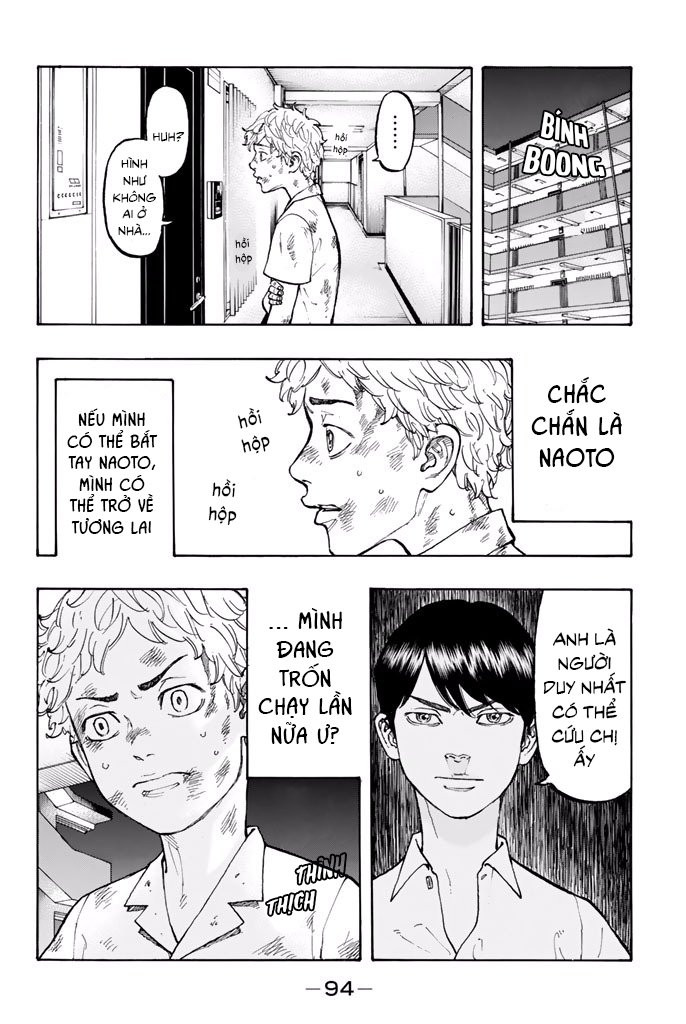 BÍNH
BOONG
......
hồi
hộp
HUH?
HÌNH
NHƯ
KHÔNG
AI Ở
NHÀ...
hồi
hộp
CHẮC
CHẮN LÀ
NAOTO
hồi
hộp
hồi
hộp
NẾU MÌNH
CÓ THỂ BẮT
TAY NAOTO,
MÌNH CÓ
THỂ TRỞ VỀ
TƯƠNG LAI
ANH LÀ
NGƯỜI
DUY NHẤT
CÓ THỂ
CỨU CHỊ
ẤY
... MÌNH
ĐANG
TRỐN
CHẠY LẦN
NỮA Ư?
THÌNH
THỊCH
—94—